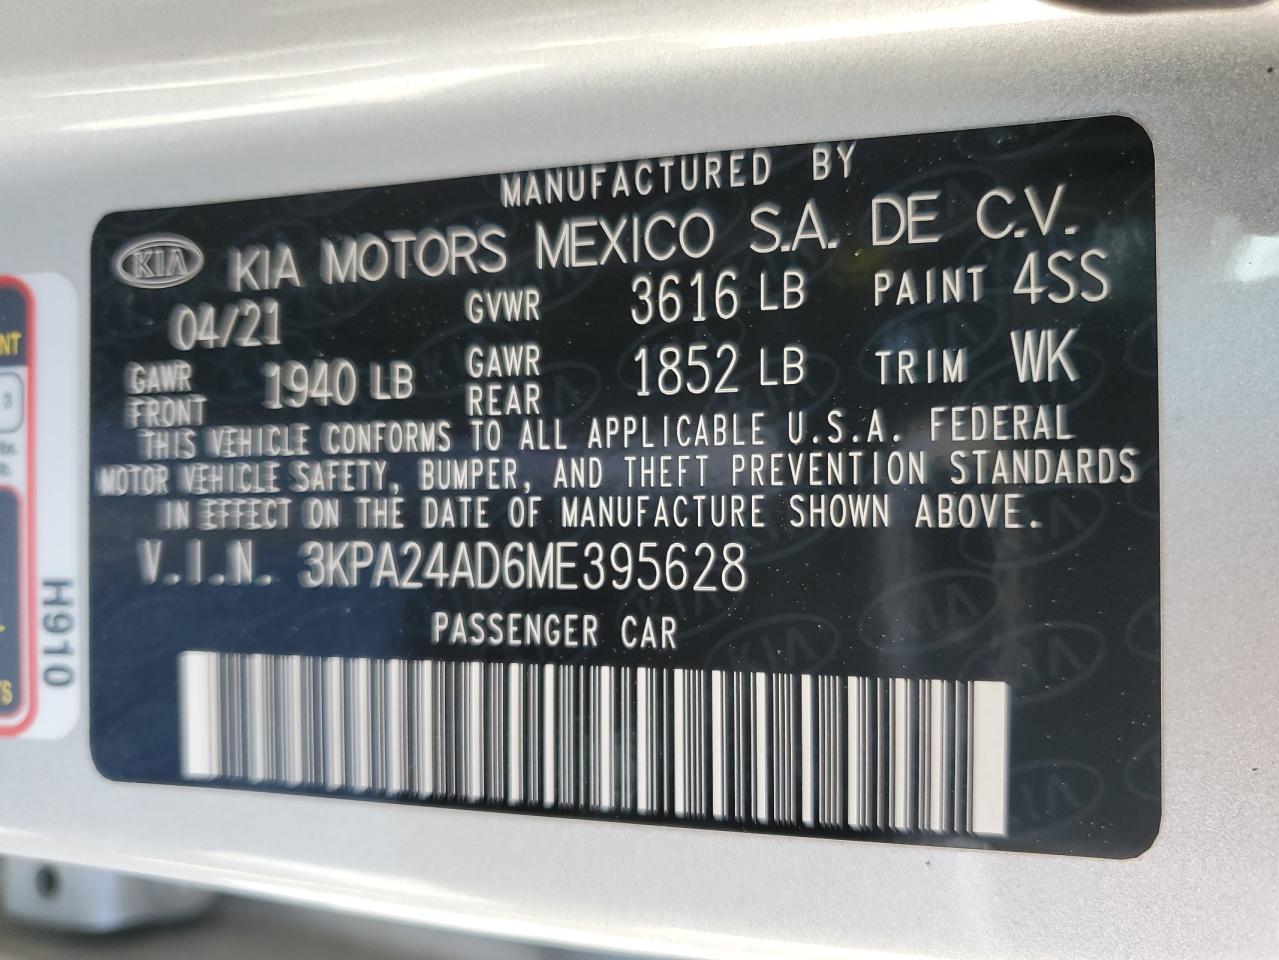 MANUFACTURED BY
KIA KIA MOTORS MEXICO S.A. DE C.V.
04/21 GVWR 3616 LB PAINT 4SS
GAWR FRONT 1940 LB GAWR REAR 1852 LB TRIM WK
THIS VEHICLE CONFORMS TO ALL APPLICABLE U.S.A. FEDERAL
MOTOR VEHICLE SAFETY, BUMPER, AND THEFT PREVENTION STANDARDS
IN EFFECT ON THE DATE OF MANUFACTURE SHOWN ABOVE.
V.I.N. 3KPA24AD6ME395628
PASSENGER CAR
H910
NT
3